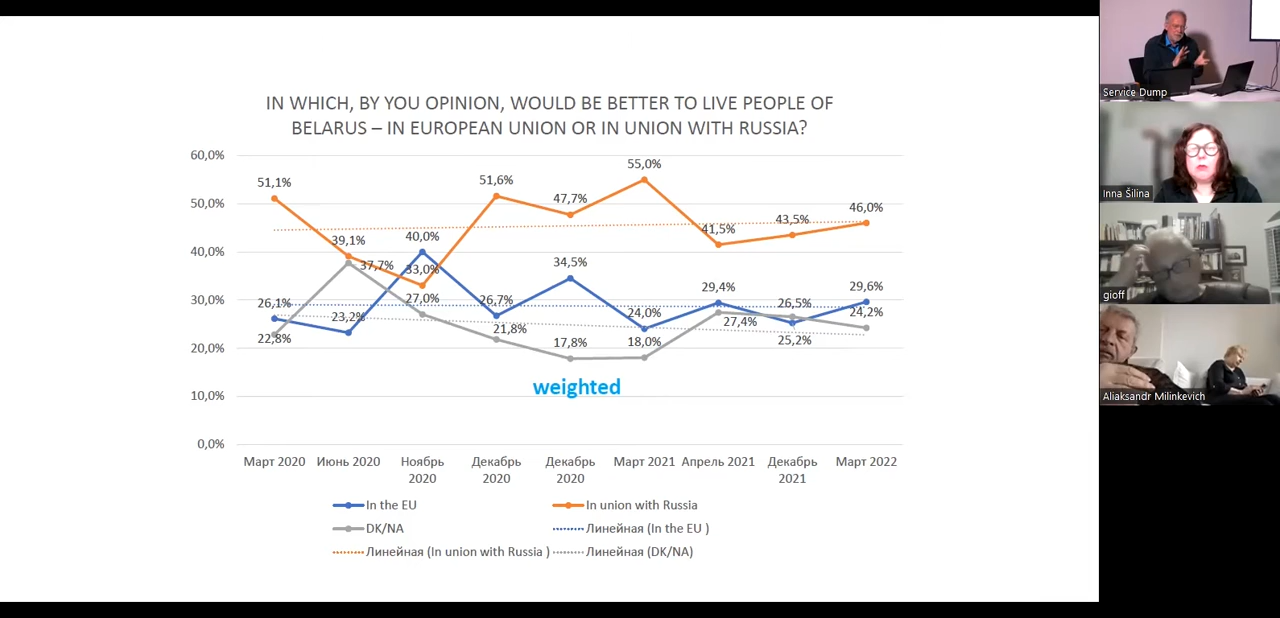 IN WHICH, BY YOU OPINION, WOULD BE BETTER TO LIVE PEOPLE OF
BELARUS – IN EUROPEAN UNION OR IN UNION WITH RUSSIA?
60,0%
50,0%
40,0%
30,0%
20,0%
10,0%
0,0%
51,1%
39,1%
33,0%
51,6%
47,7%
55,0%
41,5%
43,5%
46,0%
26,1%
23,2%
40,0%
26,7%
34,5%
24,0%
29,4%
25,2%
29,6%
22,8%
37,7%
27,0%
21,8%
17,8%
18,0%
27,4%
26,5%
24,2%
weighted
Март 2020
Июнь 2020
Ноябрь
2020
Декабрь
2020
Декабрь
2020
Март 2021
Апрель 2021
Декабрь
2021
Март 2022
In the EU
In union with Russia
DK/NA
Линейная (In the EU )
Линейная (In union with Russia )
Линейная (DK/NA)
Service Dump
Inna Šilina
gioff
Aliaksandr Milinkevich